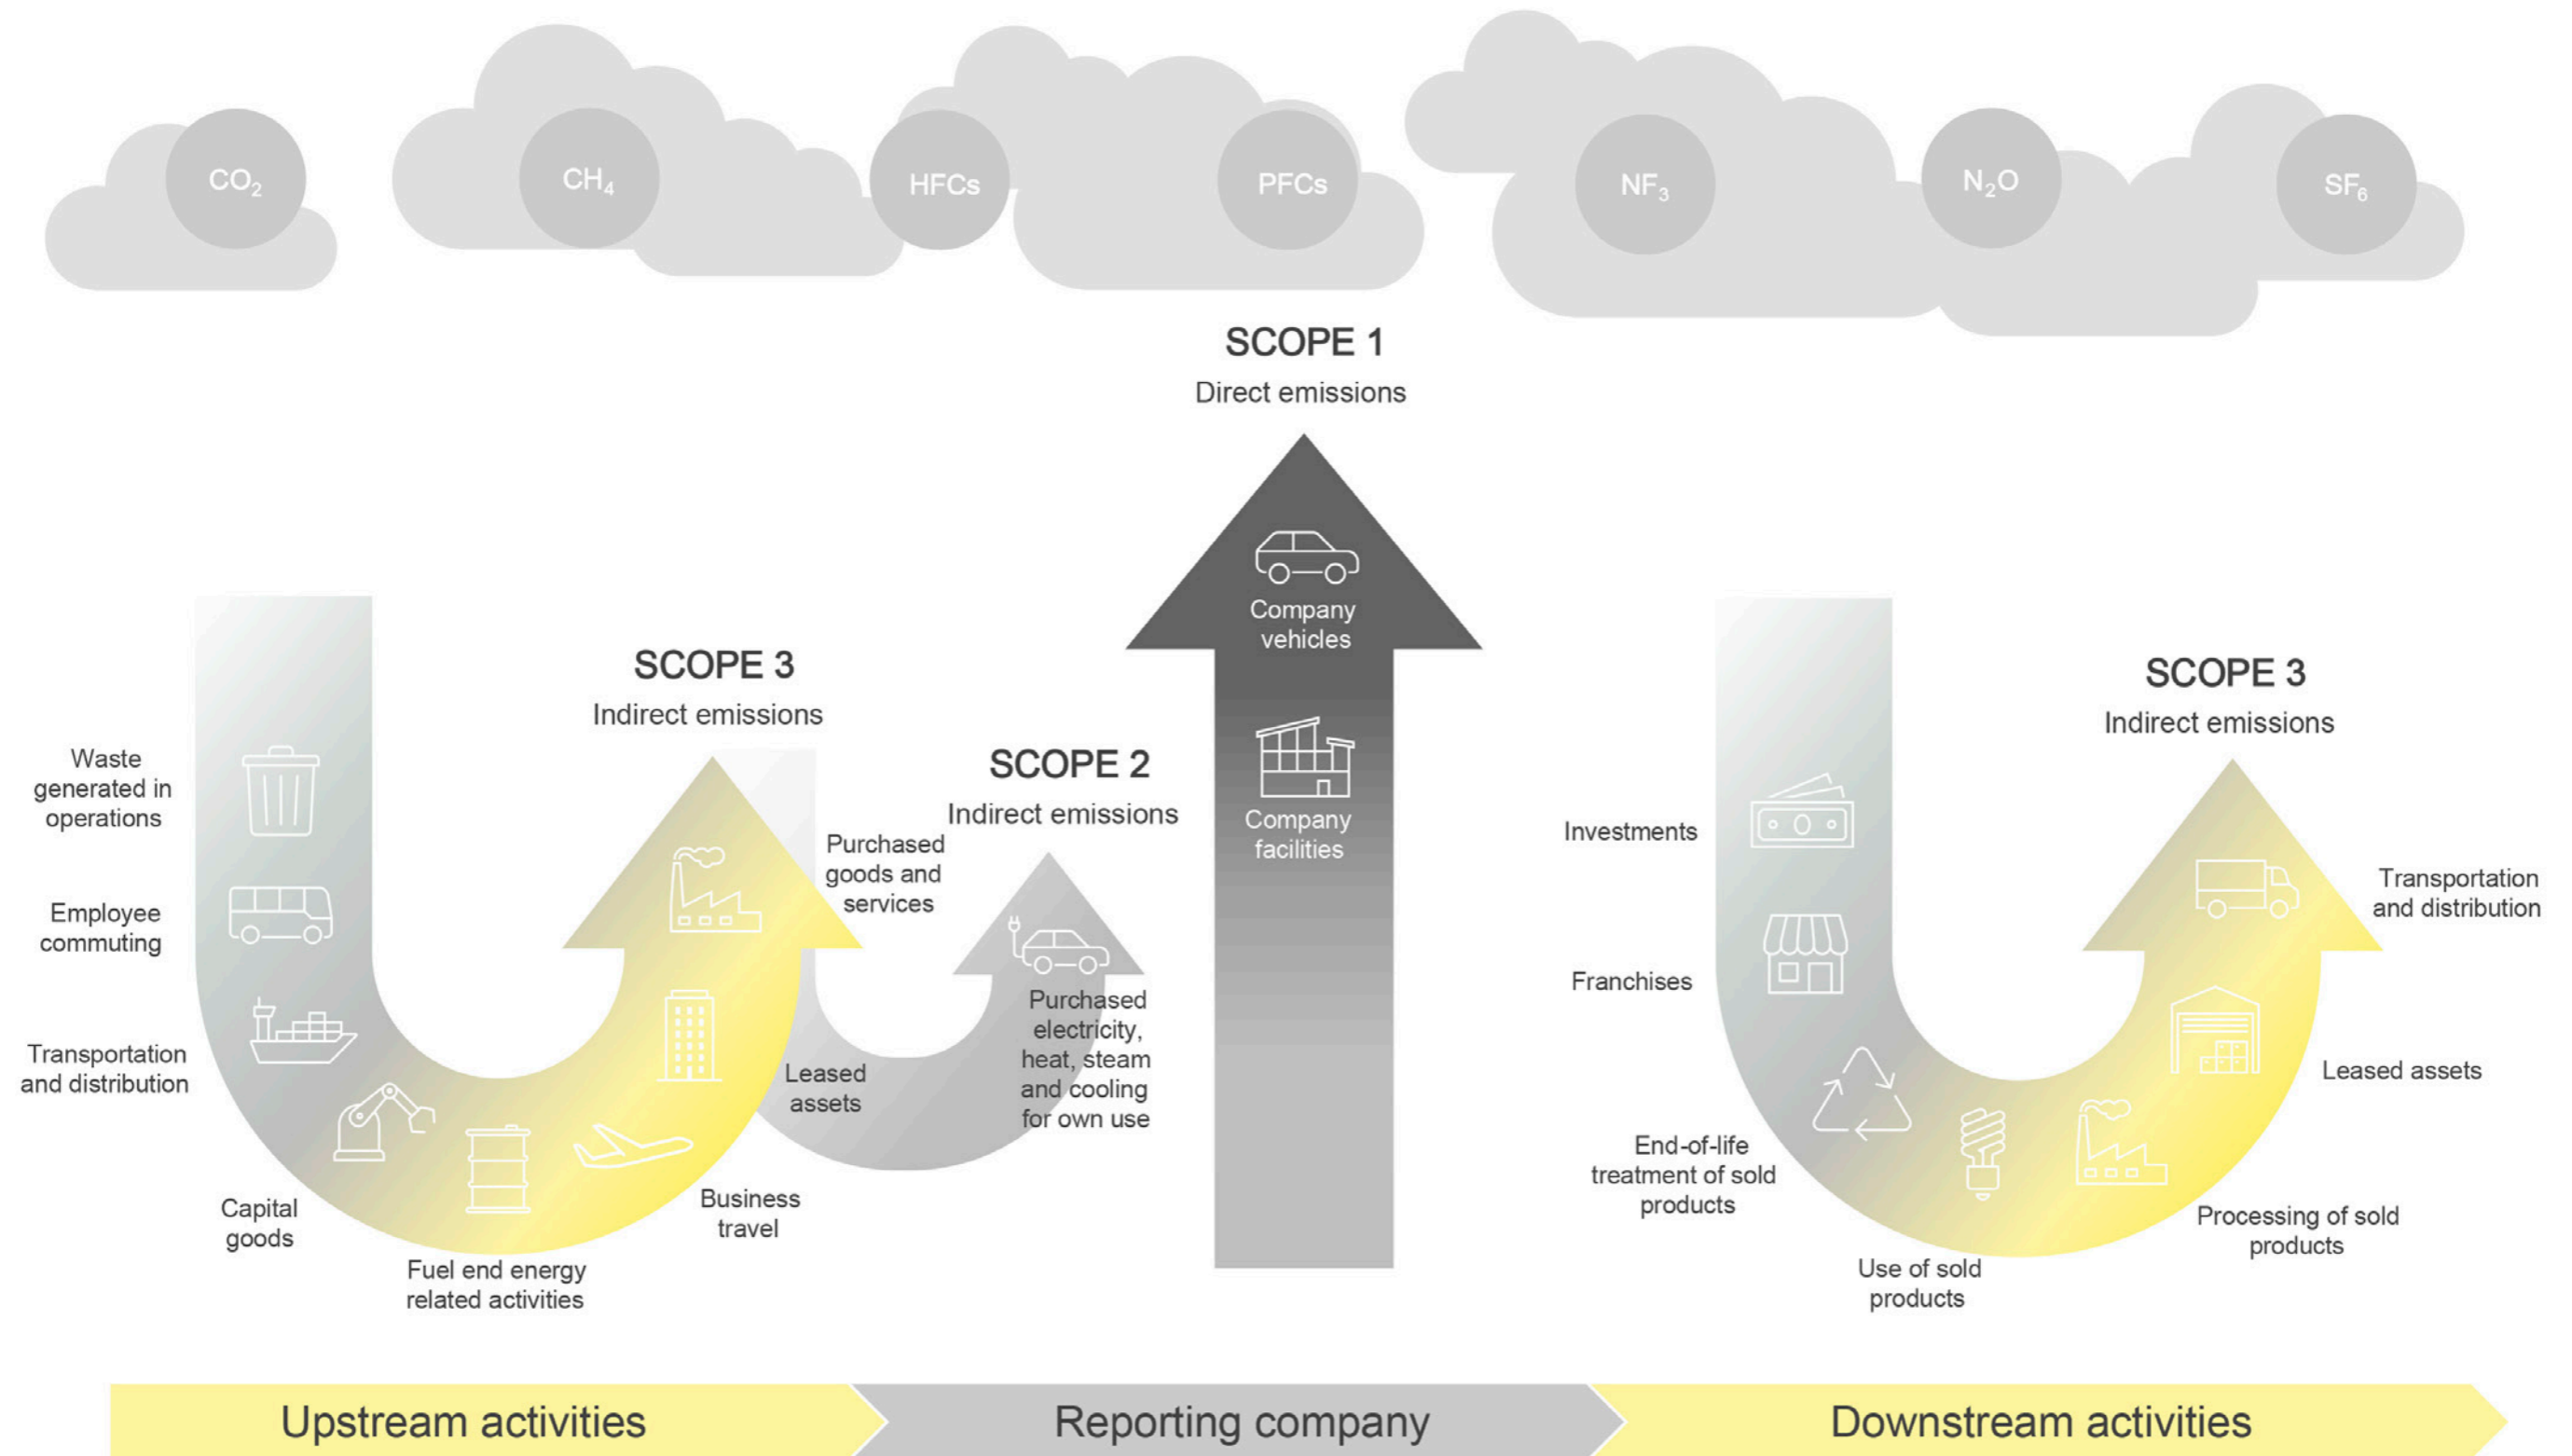 CO₂
CH₄
HFCs
PFCs
NF₃
N₂O
SF₆
SCOPE 1
Direct emissions
Company
vehicles
Company
facilities
SCOPE 3
Indirect emissions
Waste
generated in
operations
Employee
commuting
Transportation
and distribution
Capital
goods
Fuel end energy
related activities
Business
travel
Leased
assets
Purchased
goods and
services
SCOPE 2
Indirect emissions
Purchased
electricity,
heat, steam
and cooling
for own use
SCOPE 3
Indirect emissions
Investments
Franchises
End-of-life
treatment of sold
products
Use of sold
products
Processing of sold
products
Leased assets
Transportation
and distribution
Upstream activities
Reporting company
Downstream activities